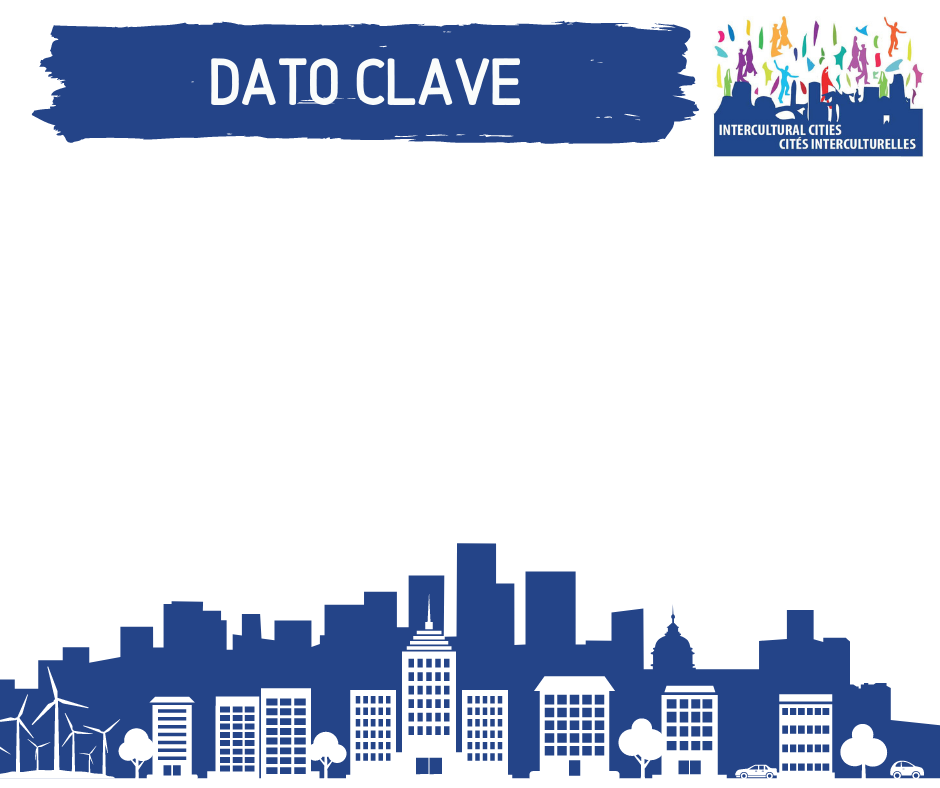 DATO CLAVE
INTERCULTURAL CITIES
CITÉS INTERCULTURELLES